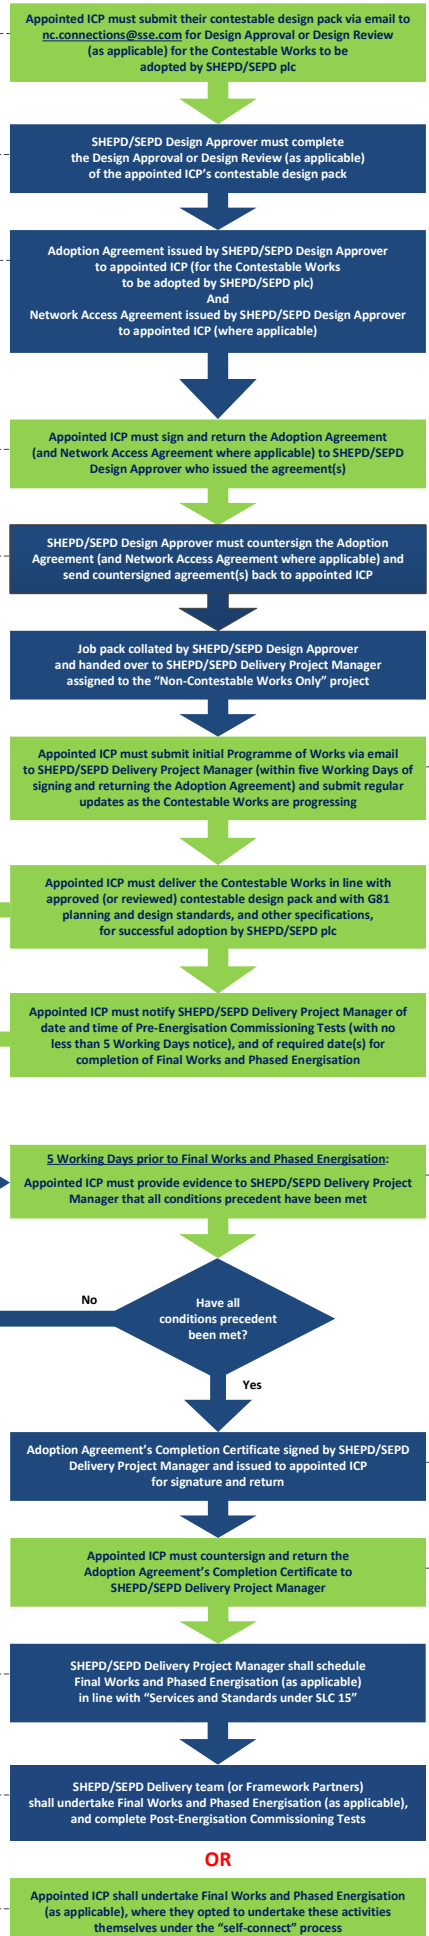 Appointed ICP must submit their contestable design pack via email to
nc.connections@sse.com for Design Approval or Design Review
(as applicable) for the Contestable Works to be
adopted by SHEPD/SEPD plc
SHEPD/SEPD Design Approver must complete
the Design Approval or Design Review (as applicable)
of the appointed ICP's contestable design pack
Adoption Agreement issued by SHEPD/SEPD Design Approver
to appointed ICP (for the Contestable Works
to be adopted by SHEPD/SEPD plc)
And
Network Access Agreement issued by SHEPD/SEPD Design Approver
to appointed ICP (where applicable)
Appointed ICP must sign and return the Adoption Agreement
(and Network Access Agreement where applicable) to SHEPD/SEPD
Design Approver who issued the agreement(s)
SHEPD/SEPD Design Approver must countersign the Adoption
Agreement (and Network Access Agreement where applicable) and
send countersigned agreement(s) back to appointed ICP
Job pack collated by SHEPD/SEPD Design Approver
and handed over to SHEPD/SEPD Delivery Project Manager
assigned to the "Non-Contestable Works Only" project
Appointed ICP must submit initial Programme of Works via email
to SHEPD/SEPD Delivery Project Manager (within five Working Days of
signing and returning the Adoption Agreement) and submit regular
updates as the Contestable Works are progressing
Appointed ICP must deliver the Contestable Works in line with
approved (or reviewed) contestable design pack and with G81
planning and design standards, and other specifications,
for successful adoption by SHEPD/SEPD plc
Appointed ICP must notify SHEPD/SEPD Delivery Project Manager of
date and time of Pre-Energisation Commissioning Tests (with no
less than 5 Working Days notice), and of required date(s) for
completion of Final Works and Phased Energisation
5 Working Days prior to Final Works and Phased Energisation:
Appointed ICP must provide evidence to SHEPD/SEPD Delivery Project
Manager that all conditions precedent have been met
No
Have all
conditions precedent
been met?
Yes
Adoption Agreement's Completion Certificate signed by SHEPD/SEPD
Delivery Project Manager and issued to appointed ICP
for signature and return
Appointed ICP must countersign and return the
Adoption Agreement's Completion Certificate to
SHEPD/SEPD Delivery Project Manager
SHEPD/SEPD Delivery Project Manager shall schedule
Final Works and Phased Energisation (as applicable)
in line with "Services and Standards under SLC 15"
SHEPD/SEPD Delivery team (or Framework Partners)
shall undertake Final Works and Phased Energisation (as applicable),
and complete Post-Energisation Commissioning Tests
OR
Appointed ICP shall undertake Final Works and Phased Energisation
(as applicable), where they opted to undertake these activities
themselves under the "self-connect" process